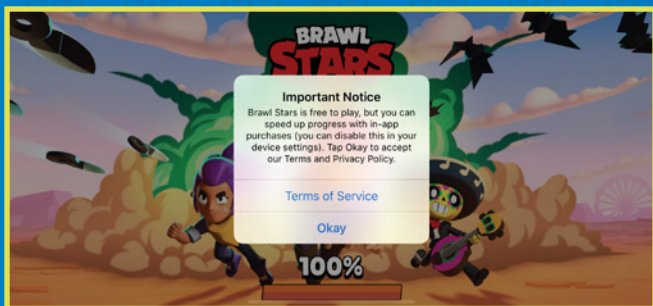 BRAWL
STARS
Important Notice
Brawl Stars is free to play, but you can
speed up progress with in-app
purchases (you can disable this in your
device settings). Tap Okay to accept
our Terms and Privacy Policy.
Terms of Service
Okay
100%